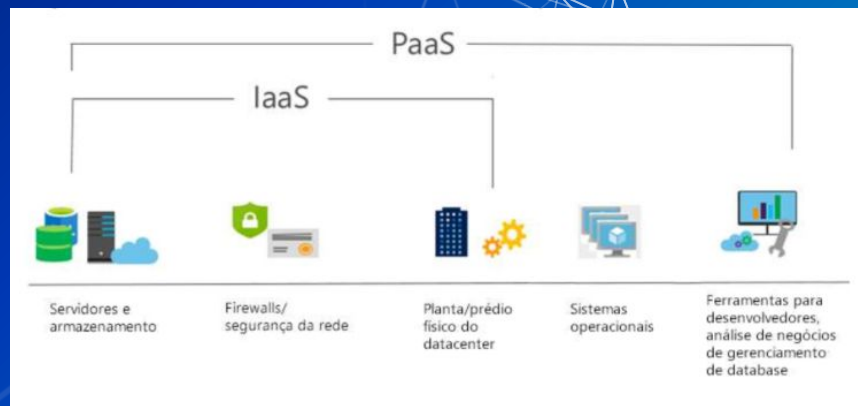 PaaS
IaaS
Servidores e
armazenamento
Firewalls/
segurança da rede
Planta/prédio
físico do
datacenter
Sistemas
operacionais
Ferramentas para
desenvolvedores,
análise de negócios
de gerenciamento
de database